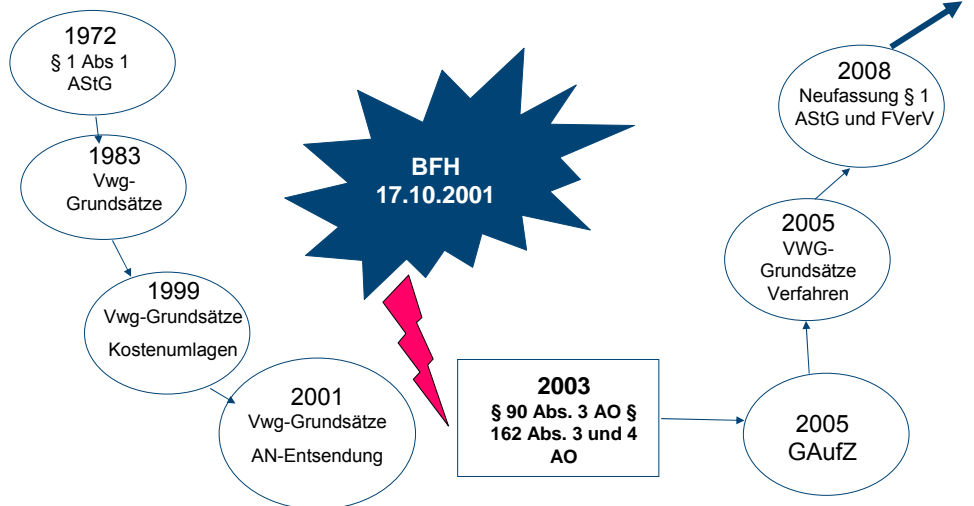 1972
§ 1 Abs 1
AStG
1983
Vwg-
Grundsätze
1999
Vwg-Grundsätze
Kostenumlagen
2001
Vwg-Grundsätze
AN-Entsendung
BFH
17.10.2001
2003
§ 90 Abs. 3 AO §
162 Abs. 3 und 4
AO
2005
GAufZ
2005
VWG-
Grundsätze
Verfahren
2008
Neufassung § 1
AStG und FVerV